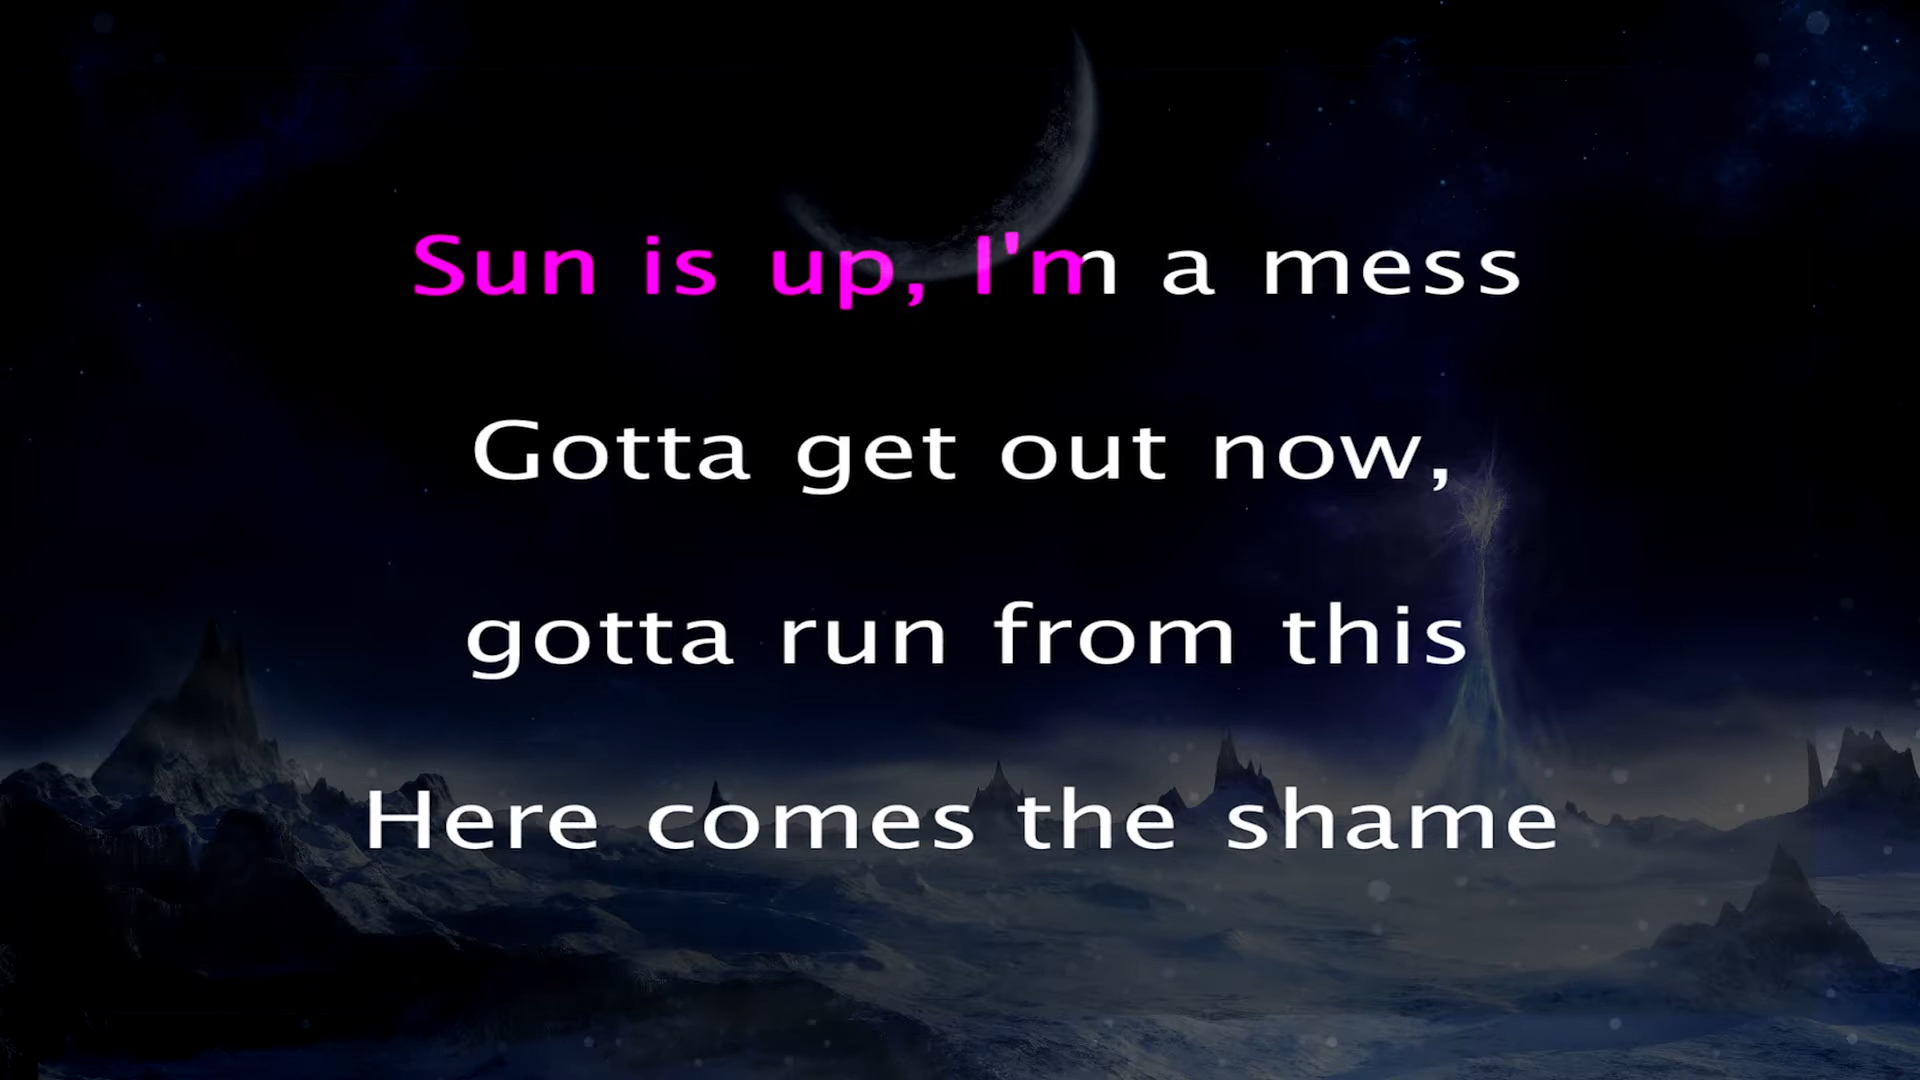 Sun is up, I'm a mess
Gotta get out now,
gotta run from this
Here comes the shame